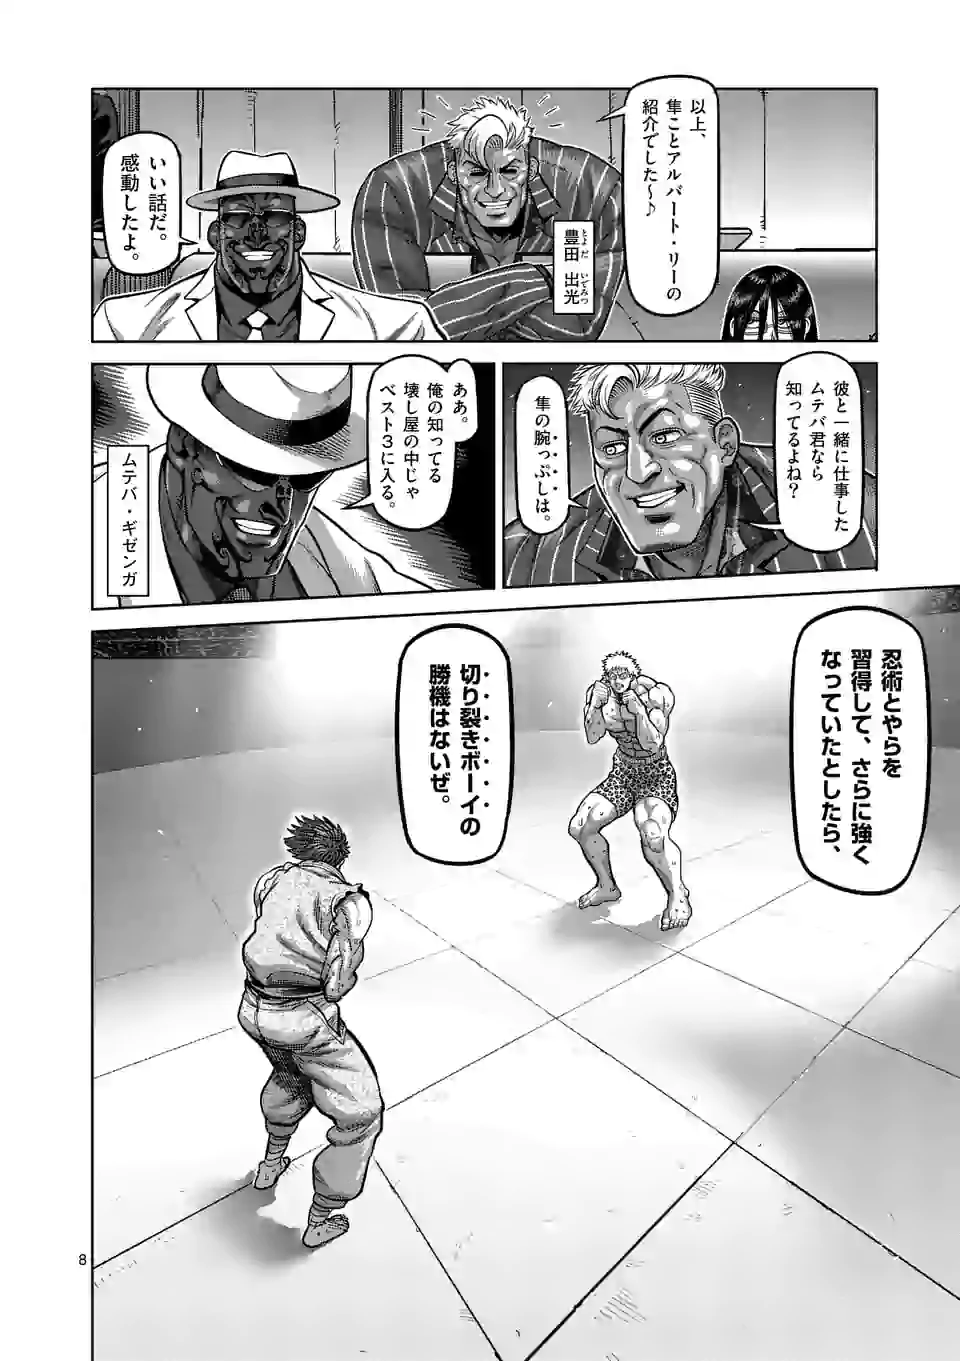 以上、
隼ことアルバート・リーの
紹介でした～♪
豊田 出光
とよ だ いでみつ
いい話だ。
感動したよ。
彼と一緒に仕事した
ムテバ君なら
知ってるよね？
隼の腕っぷしは。
ああ。
俺の知ってる
壊し屋の中じゃ
ベスト3に入る。
ムテバ・ギゼンガ
忍術とやらを
習得して、さらに強く
なっていたとしたら、
切り裂きボーイの
勝機はないぜ。
8